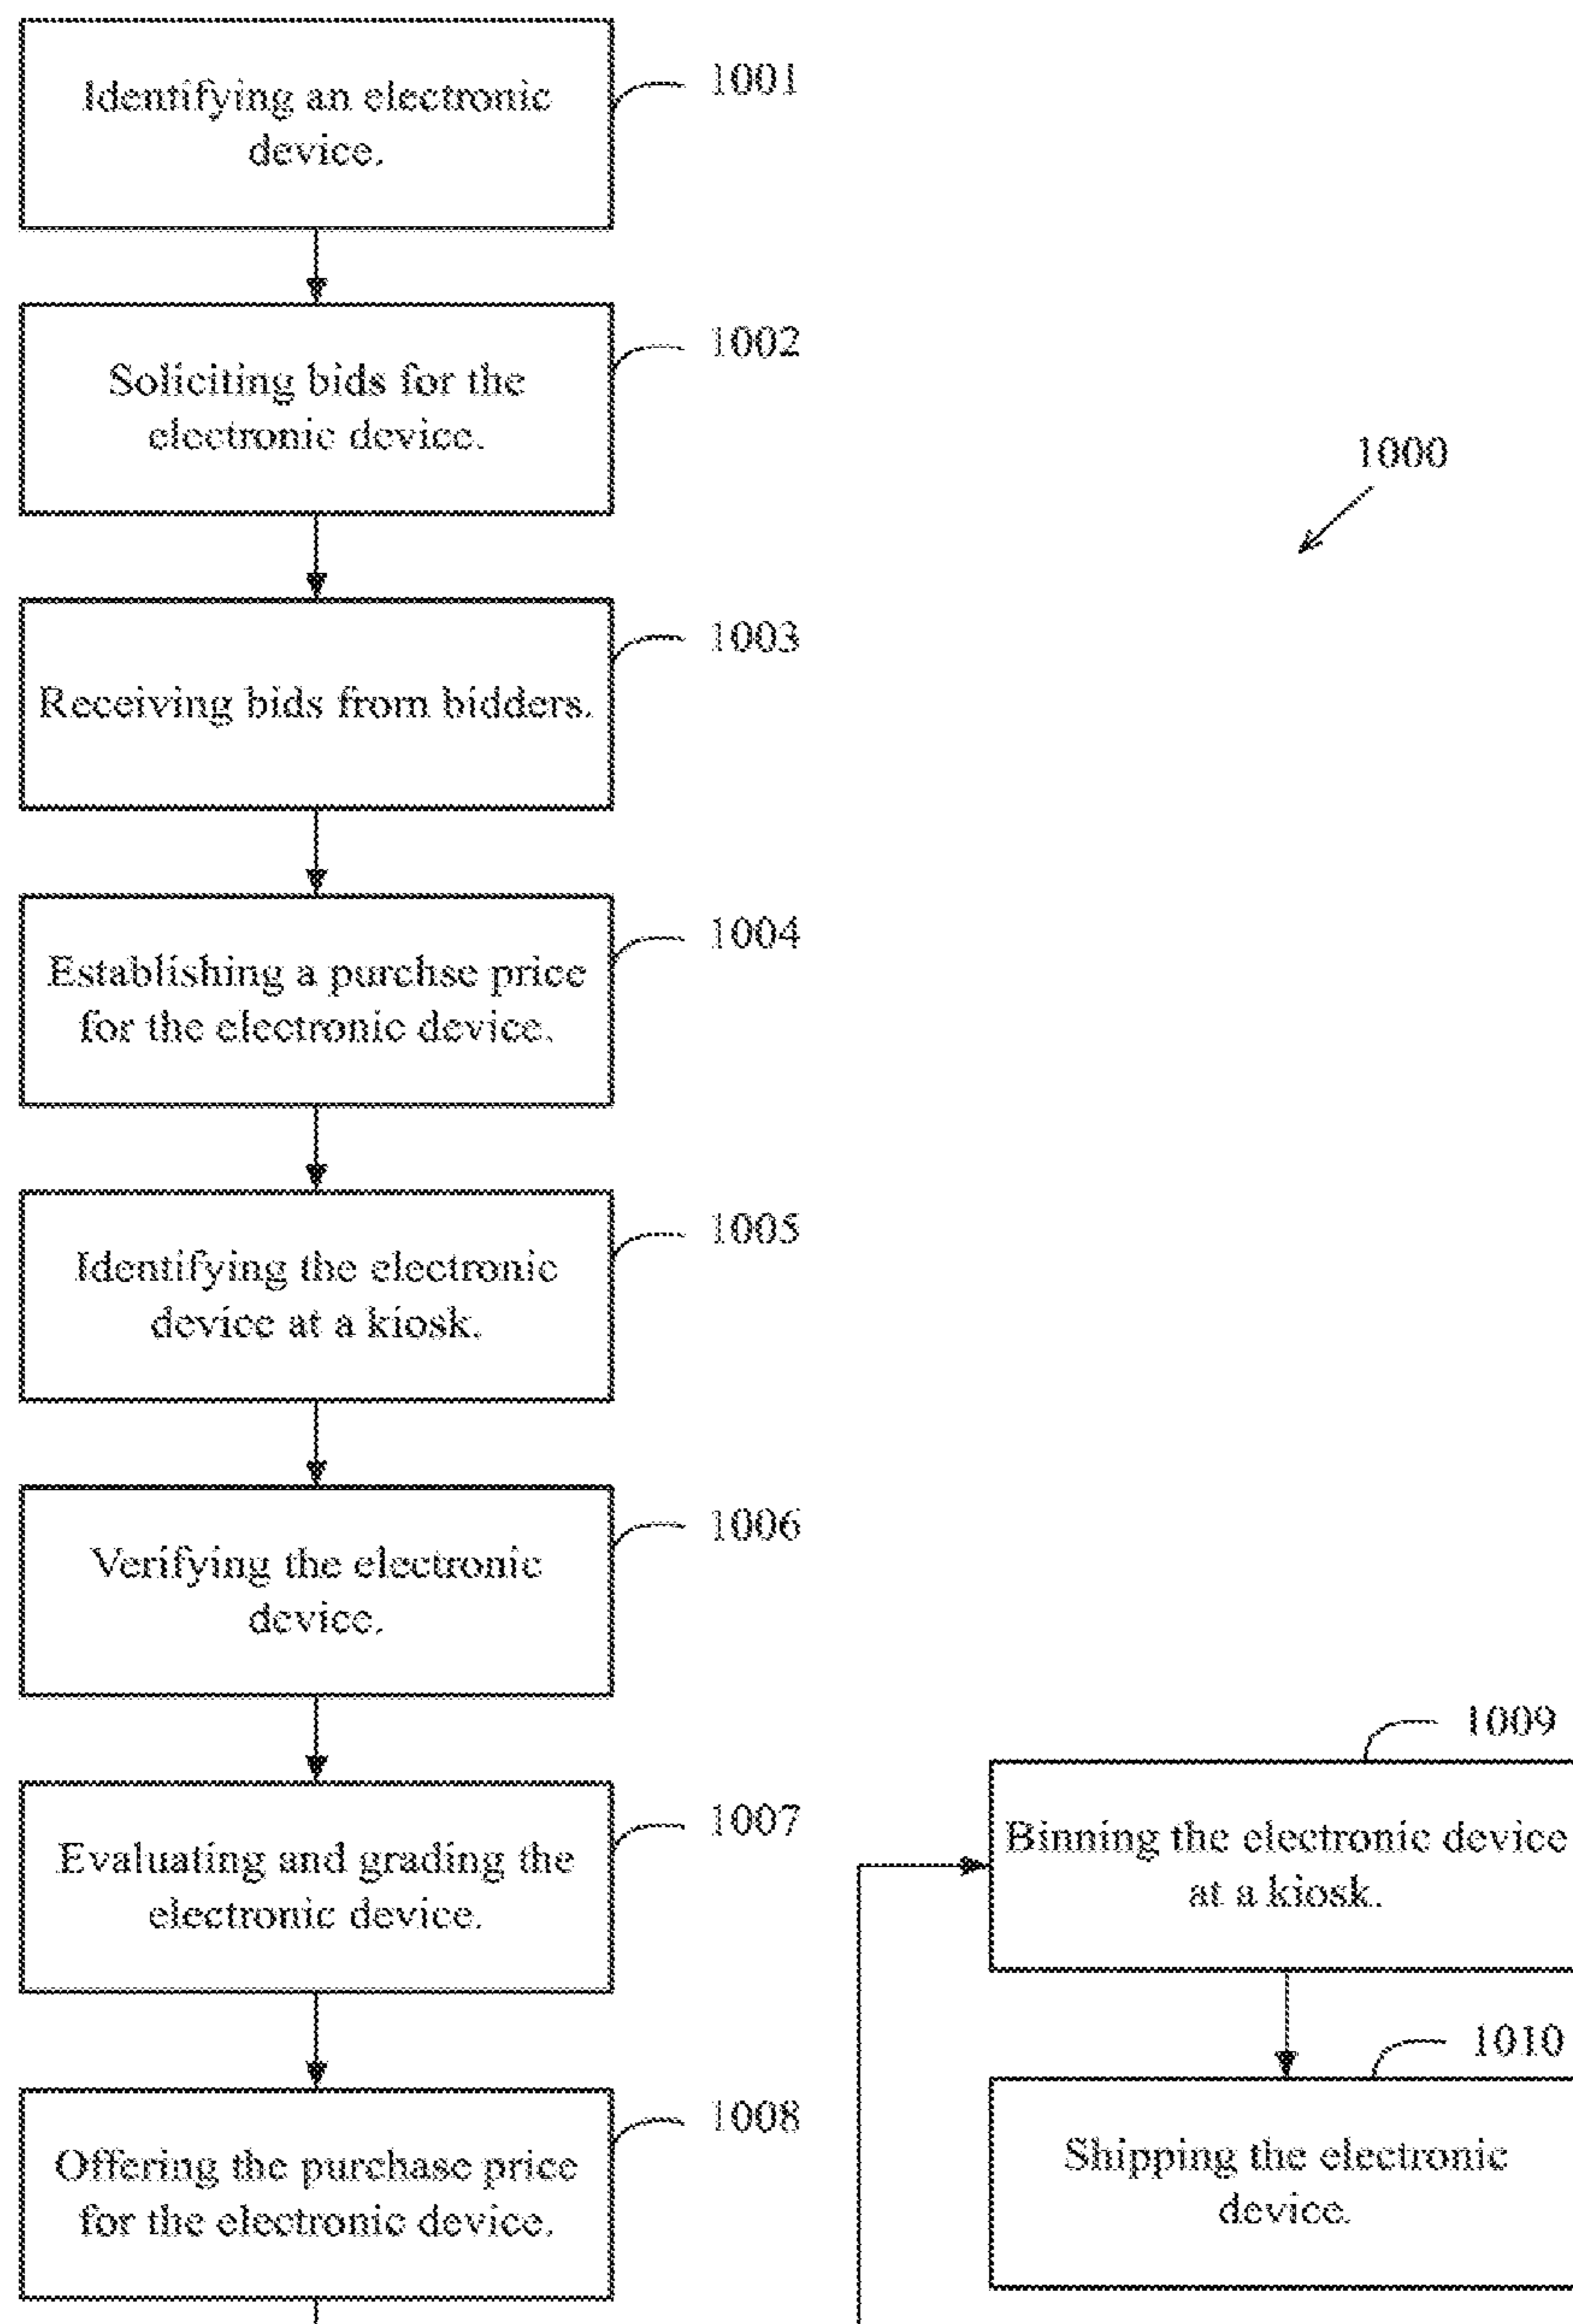 Identifying an electronic
device.
1001
Soliciting bids for the
electronic device.
1002
1000
Receiving bids from bidders.
1003
Establishing a purchse price
for the electronic device.
1004
Identifying the electronic
device at a kiosk.
1005
Verifying the electronic
device.
1006
Evaluating and grading the
electronic device.
1007
Offering the purchase price
for the electronic device.
1008
Binning the electronic device
at a kiosk.
1009
Shipping the electronic
device.
1010